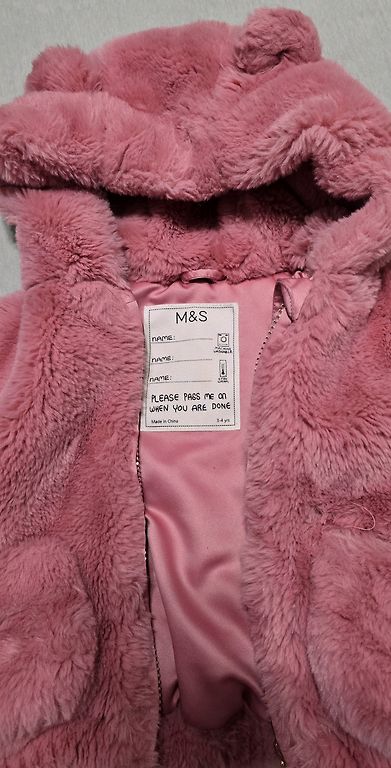 M&S
NAME:
NAME:
NAME:
PLEASE PASS ME ON
WHEN YOU ARE DONE
Made in China 3-4 yrs